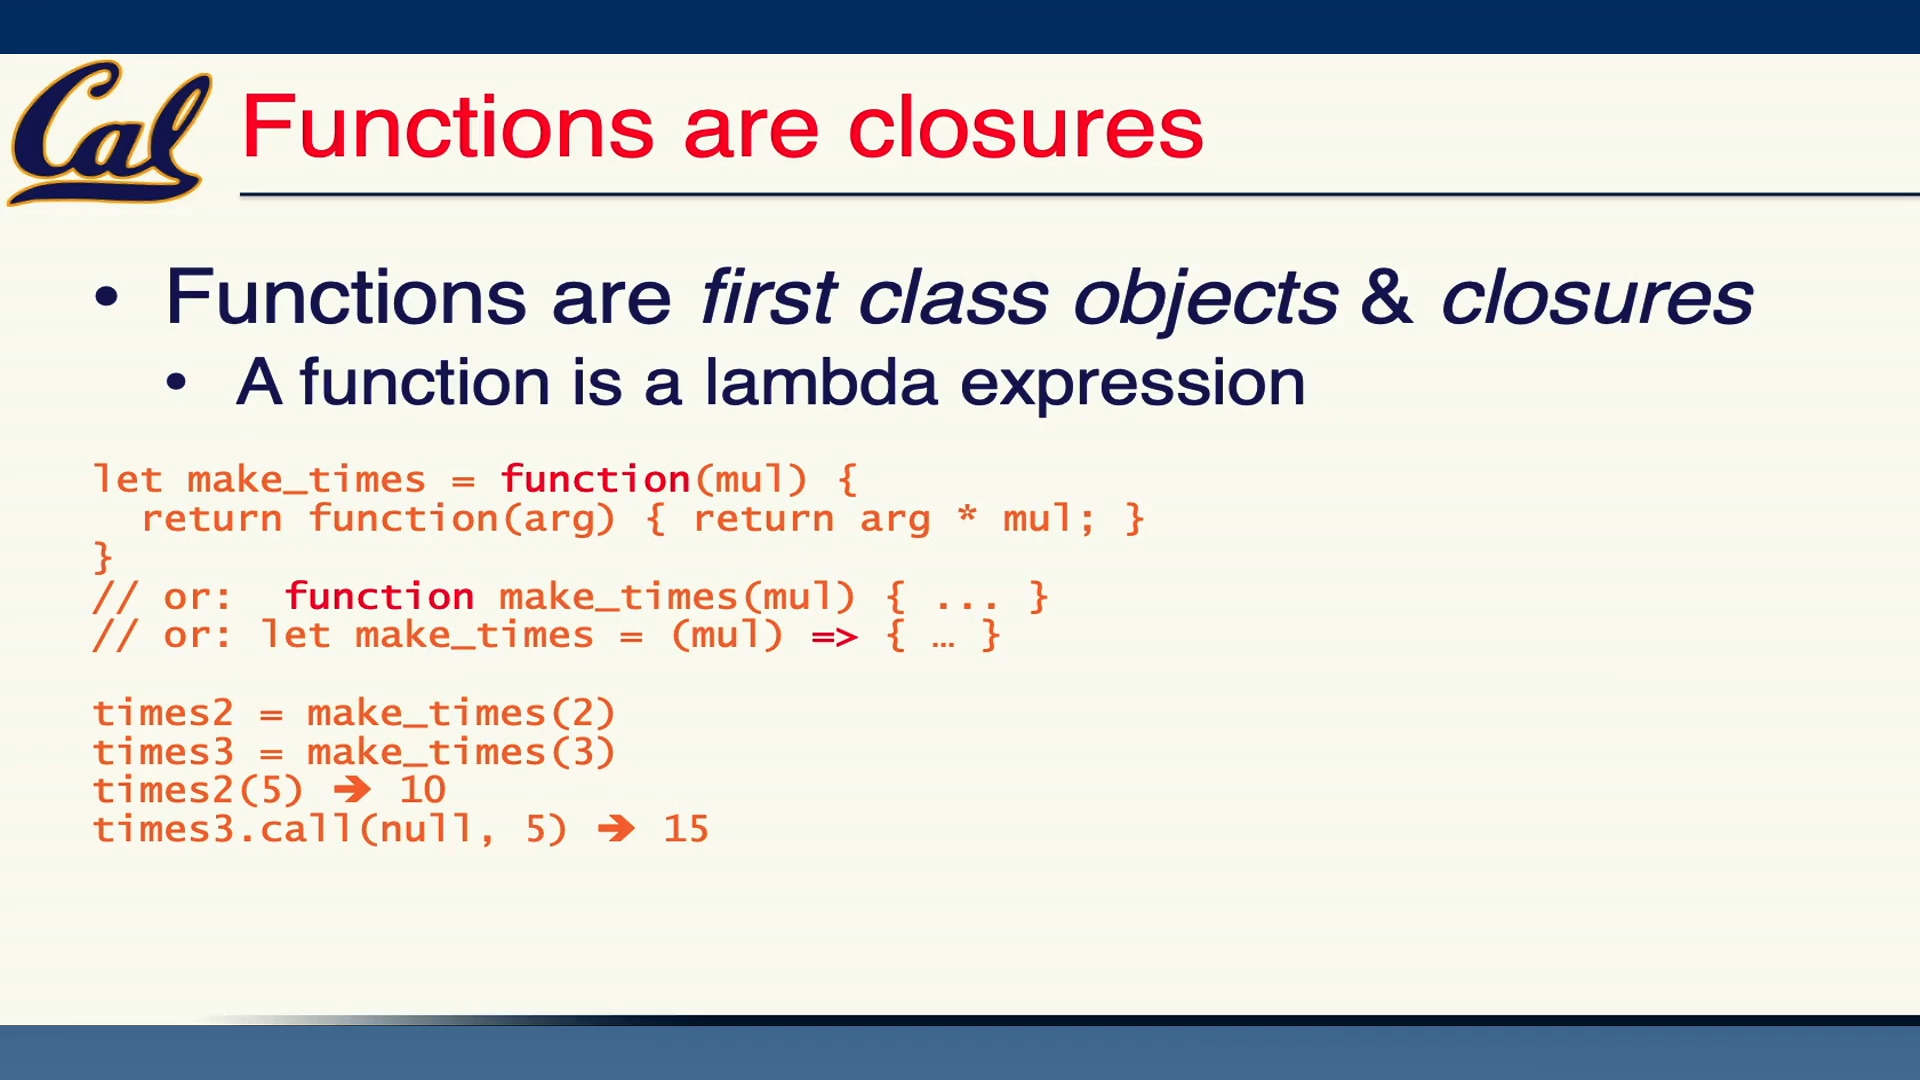 Cal
Functions are closures
• Functions are first class objects & closures
• A function is a lambda expression
let make_times = function(mul) {
  return function(arg) { return arg * mul; }
}
// or:  function make_times(mul) { ... }
// or: let make_times = (mul) => { … }
times2 = make_times(2)
times3 = make_times(3)
times2(5) ➔ 10
times3.call(null, 5) ➔ 15